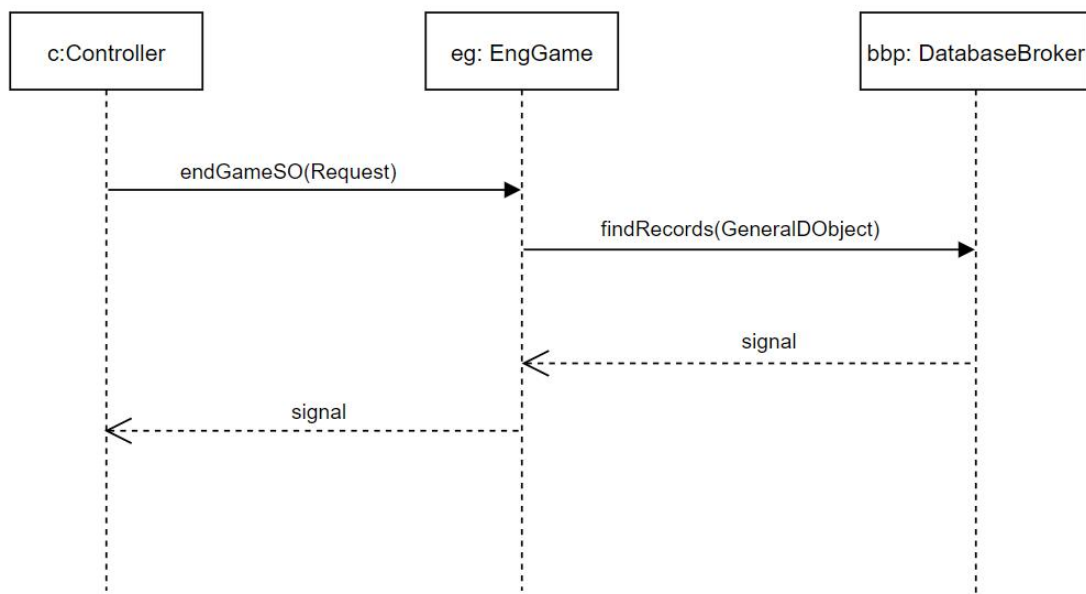 c:Controller
eg: EngGame
bbp: DatabaseBroker
endGameSO(Request)
findRecords(GeneralDObject)
signal
signal